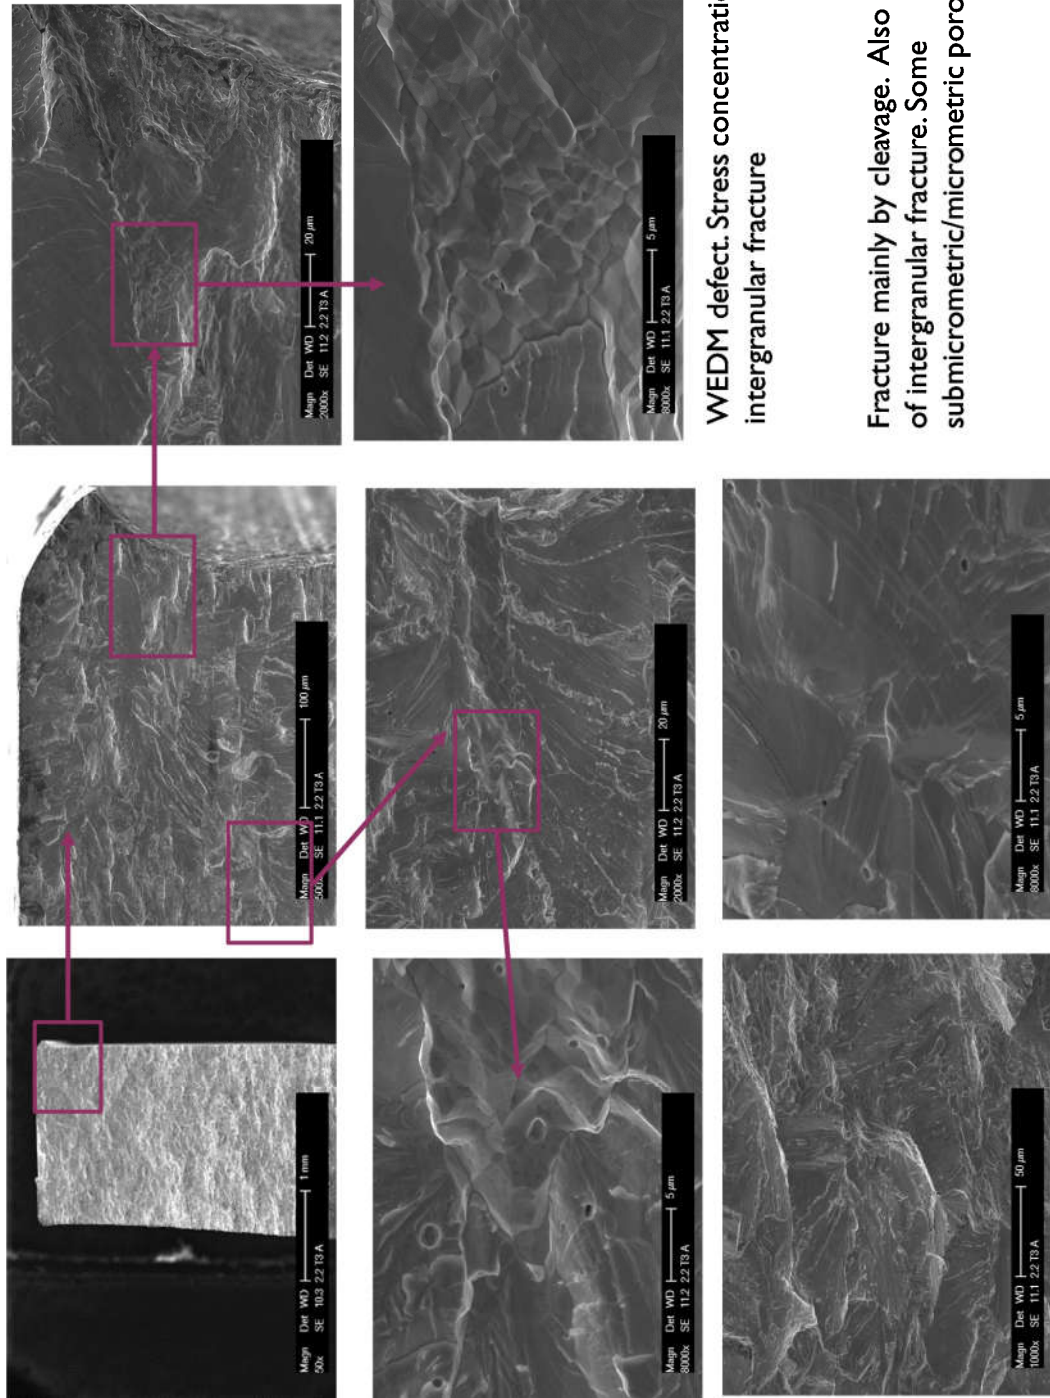 Magn Det WD 1 mm
50x SE 10.3 2.2 T3 A
Magn Det WD 100 µm
500x SE 11.1 2.2 T3 A
Magn Det WD 20 µm
2000x SE 11.2 2.2 T3 A
Magn Det WD 5 µm
8000x SE 11.2 2.2 T3 A
Magn Det WD 20 µm
2000x SE 11.2 2.2 T3 A
Magn Det WD 5 µm
8000x SE 11.1 2.2 T3 A
Magn Det WD 50 µm
1000x SE 11.1 2.2 T3 A
Magn Det WD 5 µm
8000x SE 11.1 2.2 T3 A
WEDM defect. Stress concentrati
intergranular fracture
Fracture mainly by cleavage. Also
of intergranular fracture. Some
submicrometric/micrometric poro